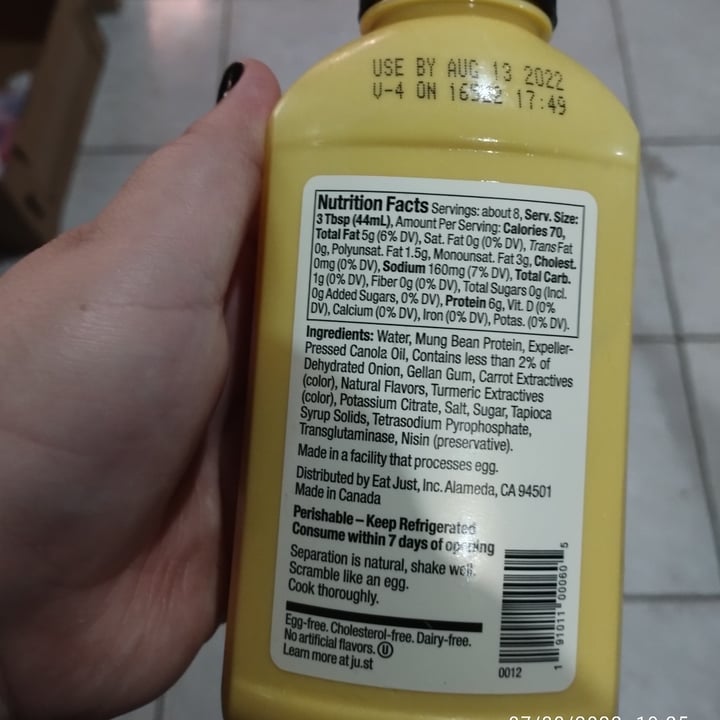 USE BY AUG 13 2022
V-4 ON 16522 17:49
Nutrition Facts Servings: about 8, Serv. Size:
3 Tbsp (44mL), Amount Per Serving: Calories 70,
Total Fat 5g (6% DV), Sat. Fat 0g (0% DV), Trans Fat
0g, Polyunsat. Fat 1.5g, Monounsat. Fat 3g, Cholest.
0mg (0% DV), Sodium 160mg (7% DV), Total Carb.
1g (0% DV), Fiber 0g (0% DV), Total Sugars 0g (Incl.
0g Added Sugars, 0% DV), Protein 6g, Vit. D (0%
DV), Calcium (0% DV), Iron (0% DV), Potas. (0% DV).
Ingredients: Water, Mung Bean Protein, Expeller-
Pressed Canola Oil, Contains less than 2% of
Dehydrated Onion, Gellan Gum, Carrot Extractives
(color), Natural Flavors, Turmeric Extractives
(color), Potassium Citrate, Salt, Sugar, Tapioca
Syrup Solids, Tetrasodium Pyrophosphate,
Transglutaminase, Nisin (preservative).
Made in a facility that processes egg.
Distributed by Eat Just, Inc. Alameda, CA 94501
Made in Canada
Perishable – Keep Refrigerated
Consume within 7 days of opening
Separation is natural, shake well.
Scramble like an egg.
Cook thoroughly.
Egg-free. Cholesterol-free. Dairy-free.
No artificial flavors. U
Learn more at ju.st
0012
1 91011 00060 5